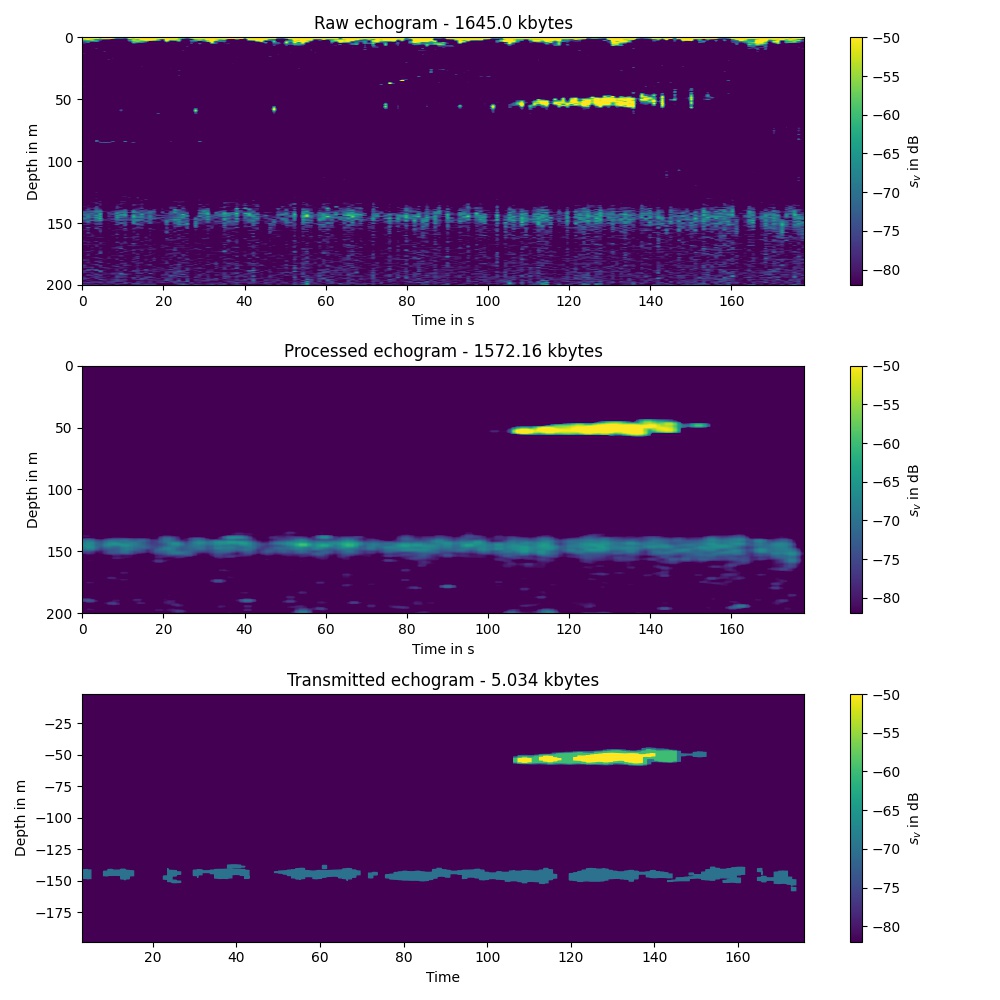 Raw echogram - 1645.0 kbytes
0
50
100
150
200
Depth in m
0 20 40 60 80 100 120 140 160
Time in s
−50
−55
−60
−65
−70
−75
−80
sv in dB
Processed echogram - 1572.16 kbytes
0
50
100
150
200
Depth in m
0 20 40 60 80 100 120 140 160
Time in s
−50
−55
−60
−65
−70
−75
−80
sv in dB
Transmitted echogram - 5.034 kbytes
−25
−50
−75
−100
−125
−150
−175
Depth in m
20 40 60 80 100 120 140 160
Time
−50
−55
−60
−65
−70
−75
−80
sv in dB